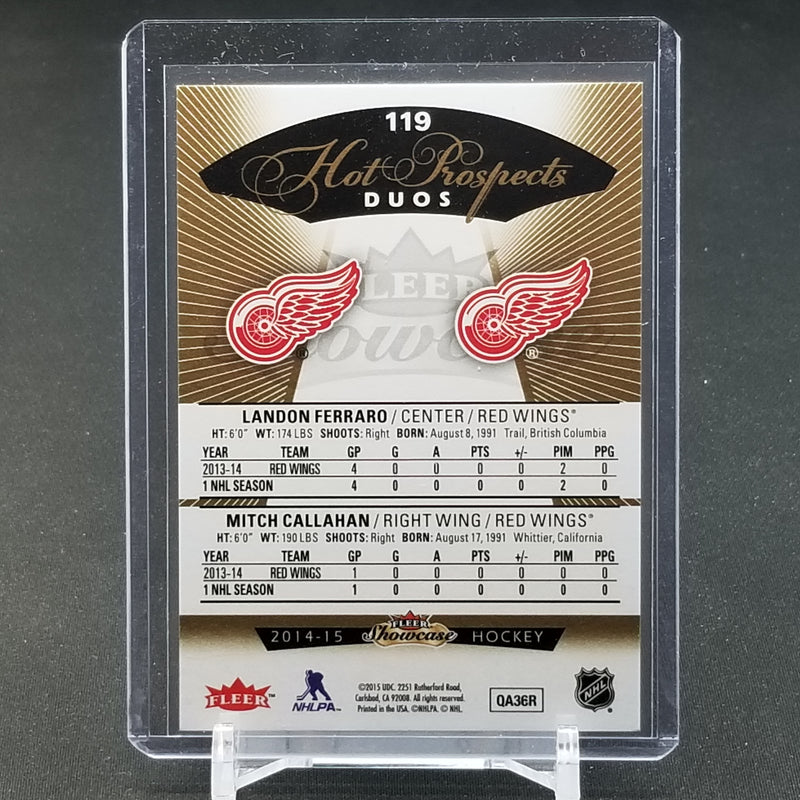 119
Hot Prospects
DUOS
FLEER
Showcase
LANDON FERRARO / CENTER / RED WINGS®
HT: 6'0" WT: 174 LBS SHOOTS: Right BORN: August 8, 1991 Trail, British Columbia
YEAR TEAM GP G A PTS +/- PIM PPG
2013-14 RED WINGS 4 0 0 0 0 2 0
1 NHL SEASON 4 0 0 0 0 2 0
MITCH CALLAHAN / RIGHT WING / RED WINGS®
HT: 6'0" WT: 190 LBS SHOOTS: Right BORN: August 17, 1991 Whittier, California
YEAR TEAM GP G A PTS +/- PIM PPG
2013-14 RED WINGS 1 0 0 0 0 0 0
1 NHL SEASON 1 0 0 0 0 0 0
FLEER
2014-15 Showcase HOCKEY
FLEER™
NHLPA™
©2015 UDC. 2251 Rutherford Road,
Carlsbad, CA 92008. All rights reserved.
Printed in the USA. ©NHLPA. © NHL.
QA36R
NHL